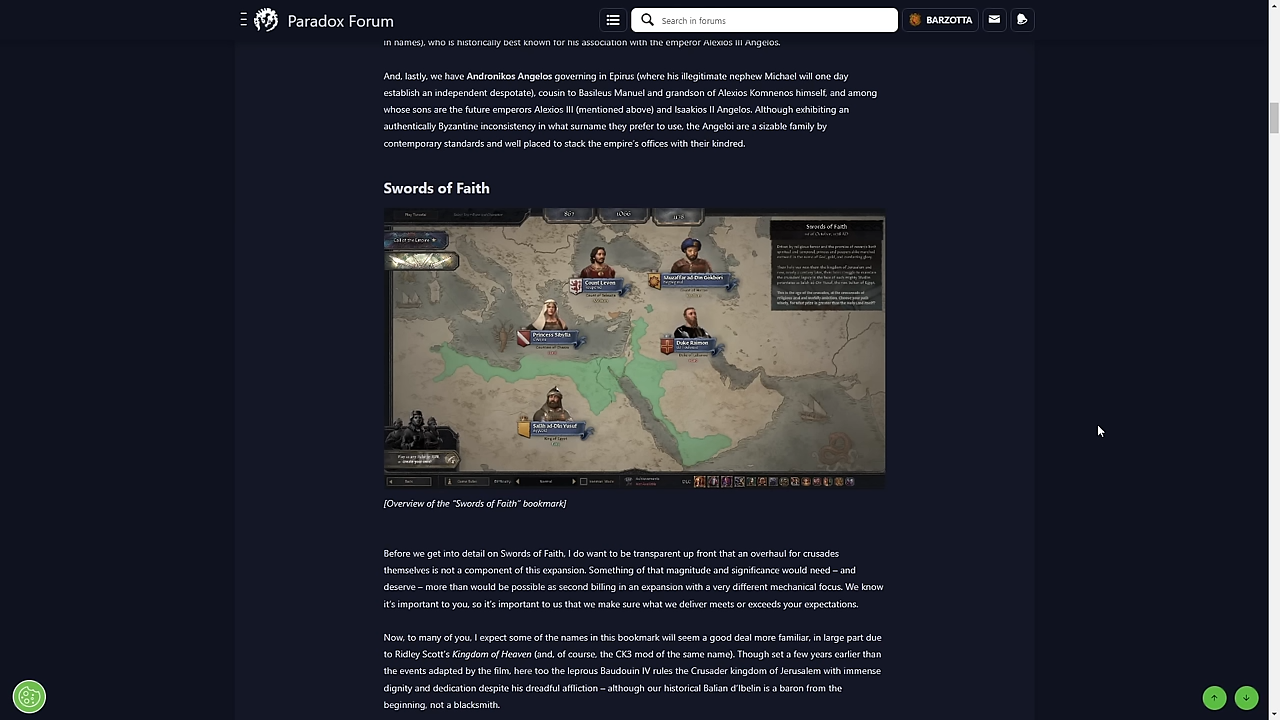 Paradox Forum
Search in forums
BARZOTTA
in names), who is historically best known for his association with the emperor Alexios III Angelos.
And, lastly, we have Andronikos Angelos governing in Epirus (where his illegitimate nephew Michael will one day
establish an independent despotate), cousin to Basileus Manuel and grandson of Alexios Komnenos himself, and among
whose sons are the future emperors Alexios III (mentioned above) and Isaakios II Angelos. Although exhibiting an
authentically Byzantine inconsistency in what surname they prefer to use, the Angeloi are a sizable family by
contemporary standards and well placed to stack the empire's offices with their kindred.
Swords of Faith
867
1066
1178
Swords of Faith
Call of the Empire
Count Levon
Muzaffar ad-Din Gökböri
Princess Sibylla
Duke Raimon
Salāh ad-Dīn Yūsuf
King of Egypt
[Overview of the "Swords of Faith" bookmark]
Before we get into detail on Swords of Faith, I do want to be transparent up front that an overhaul for crusades
themselves is not a component of this expansion. Something of that magnitude and significance would need – and
deserve – more than would be possible as second billing in an expansion with a very different mechanical focus. We know
it's important to you, so it's important to us that we make sure what we deliver meets or exceeds your expectations.
Now, to many of you, I expect some of the names in this bookmark will seem a good deal more familiar, in large part due
to Ridley Scott's Kingdom of Heaven (and, of course, the CK3 mod of the same name). Though set a few years earlier than
the events adapted by the film, here too the leprous Baudouin IV rules the Crusader kingdom of Jerusalem with immense
dignity and dedication despite his dreadful affliction – although our historical Balian d'Ibelin is a baron from the
beginning, not a blacksmith.